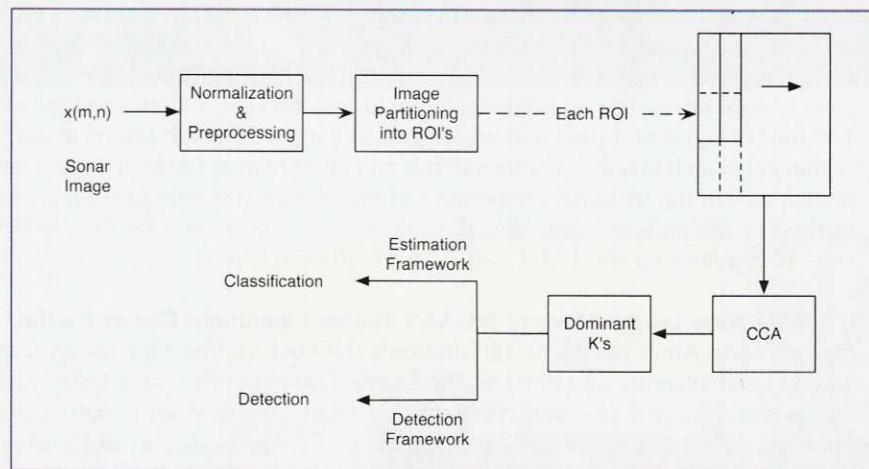 x(m,n)
Sonar
Image
Normalization
&
Preprocessing
Image
Partitioning
into ROI's
Each ROI
Estimation
Framework
Classification
Detection
Detection
Framework
Dominant
K's
CCA